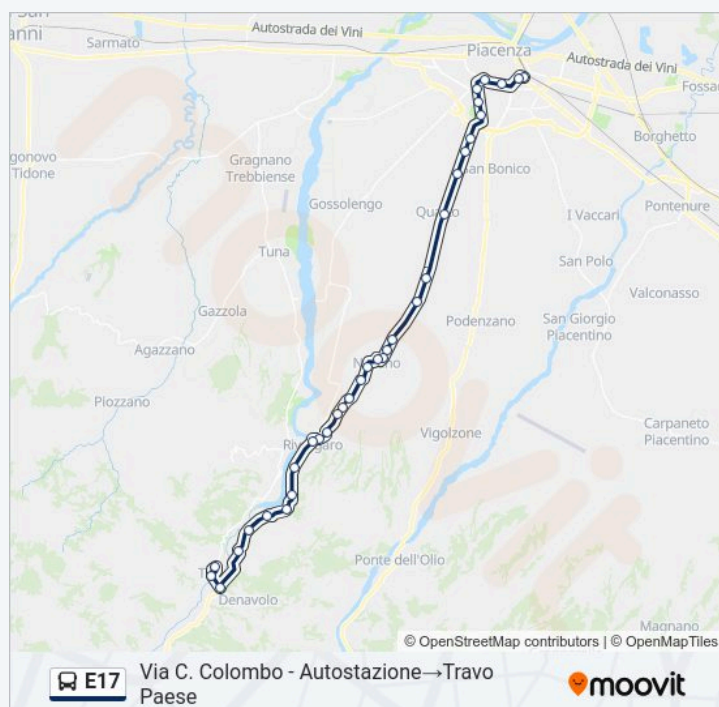 anni
Sarmato
Autostrada dei Vini
Piacenza
Autostrada dei Vini
Fossa
Borghetto
Gragnano
Trebbiense
San Bonico
Pontenure
Gossolengo
I Vaccari
Tuna
San Polo
Valconasso
Gazzola
Podenzano
San Giorgio
Piacentino
Agazzano
Piozzano
Carpaneto
Piacentino
Vigolzone
Ponte dell'Olio
Denavolo
Magnano
moovit
© OpenStreetMap contributors | © OpenMapTiles
E17
Via C. Colombo - Autostazione→Travo
Paese
moovit